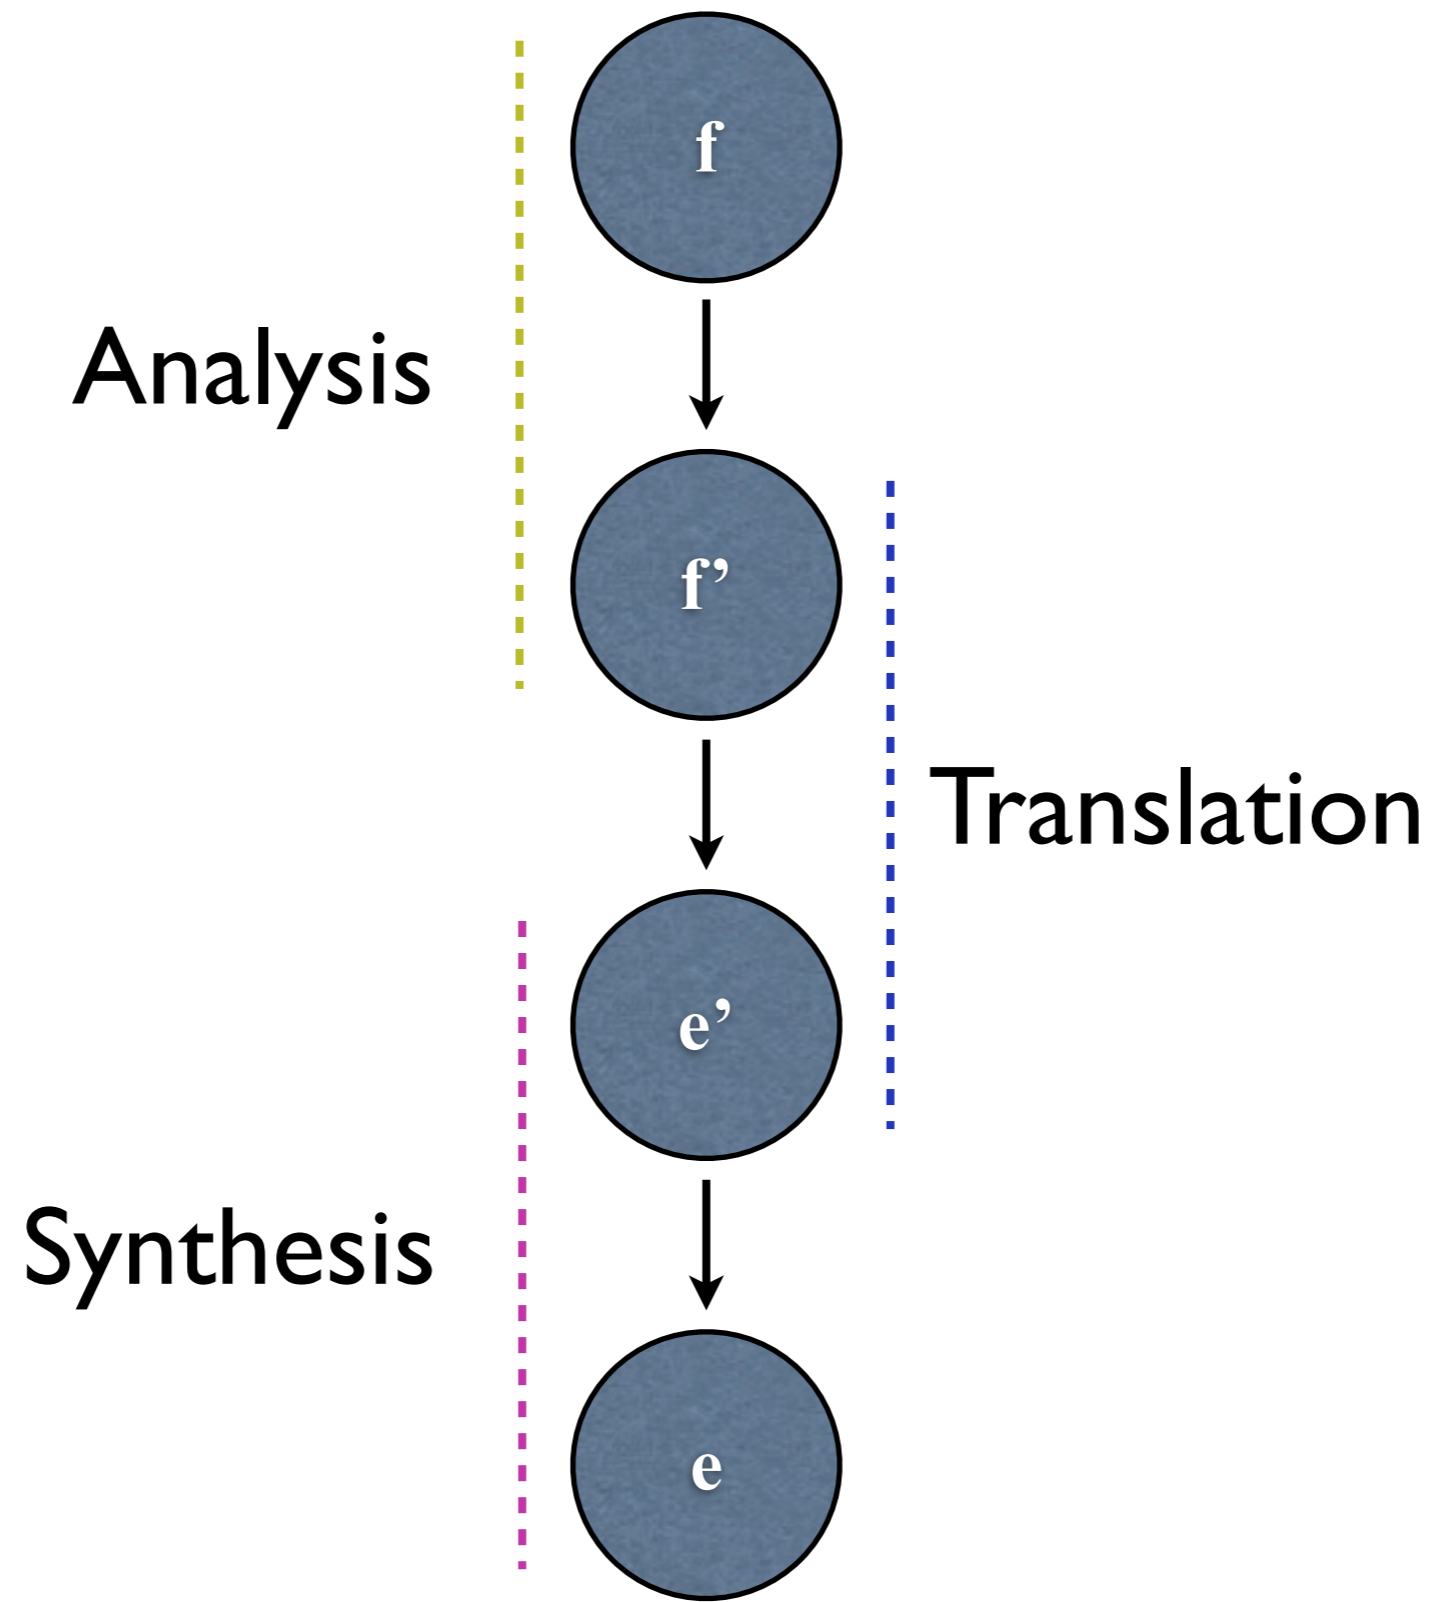 f
Analysis
f’
Translation
e’
Synthesis
e